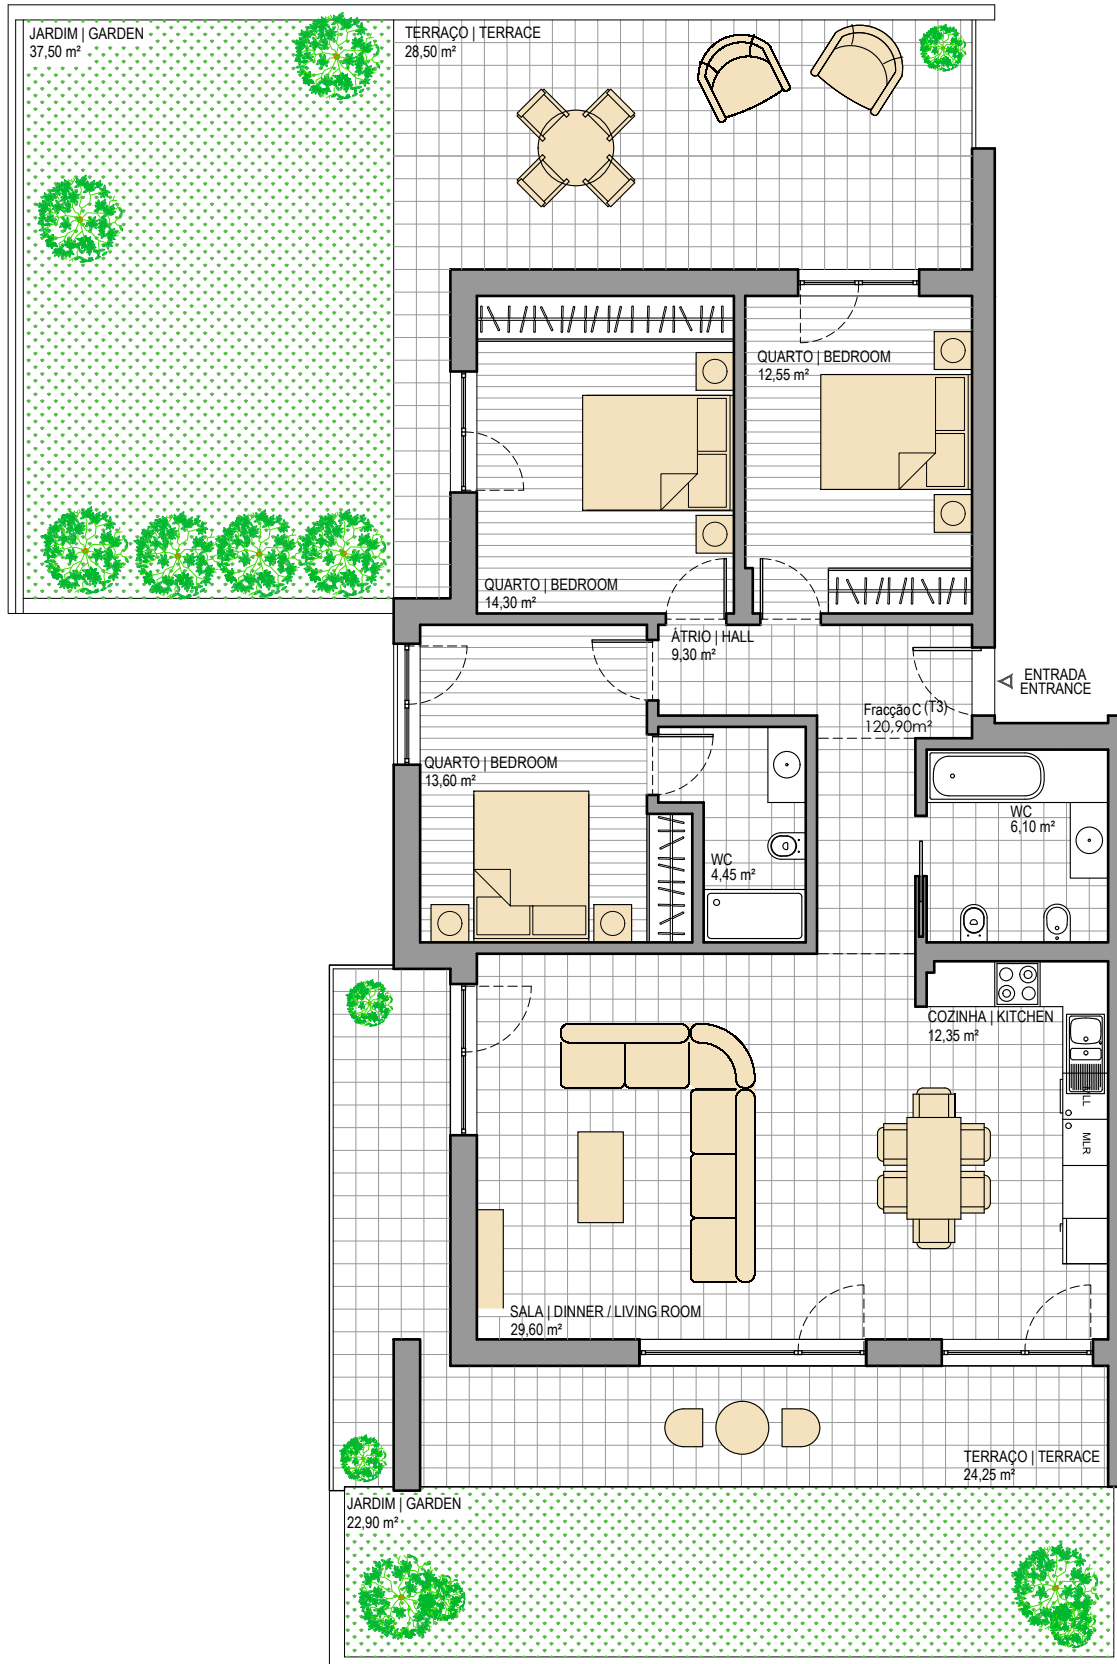 JARDIM | GARDEN
37,50 m²
TERRAÇO | TERRACE
28,50 m²
QUARTO | BEDROOM
12,55 m²
QUARTO | BEDROOM
14,30 m²
ÁTRIO | HALL
9,30 m²
ENTRADA
ENTRANCE
Fracção C (T3)
120,90m²
QUARTO | BEDROOM
13,60 m²
WC
6,10 m²
WC
4,45 m²
COZINHA | KITCHEN
12,35 m²
MLL
MLR
SALA | DINNER / LIVING ROOM
29,60 m²
TERRAÇO | TERRACE
24,25 m²
JARDIM | GARDEN
22,90 m²